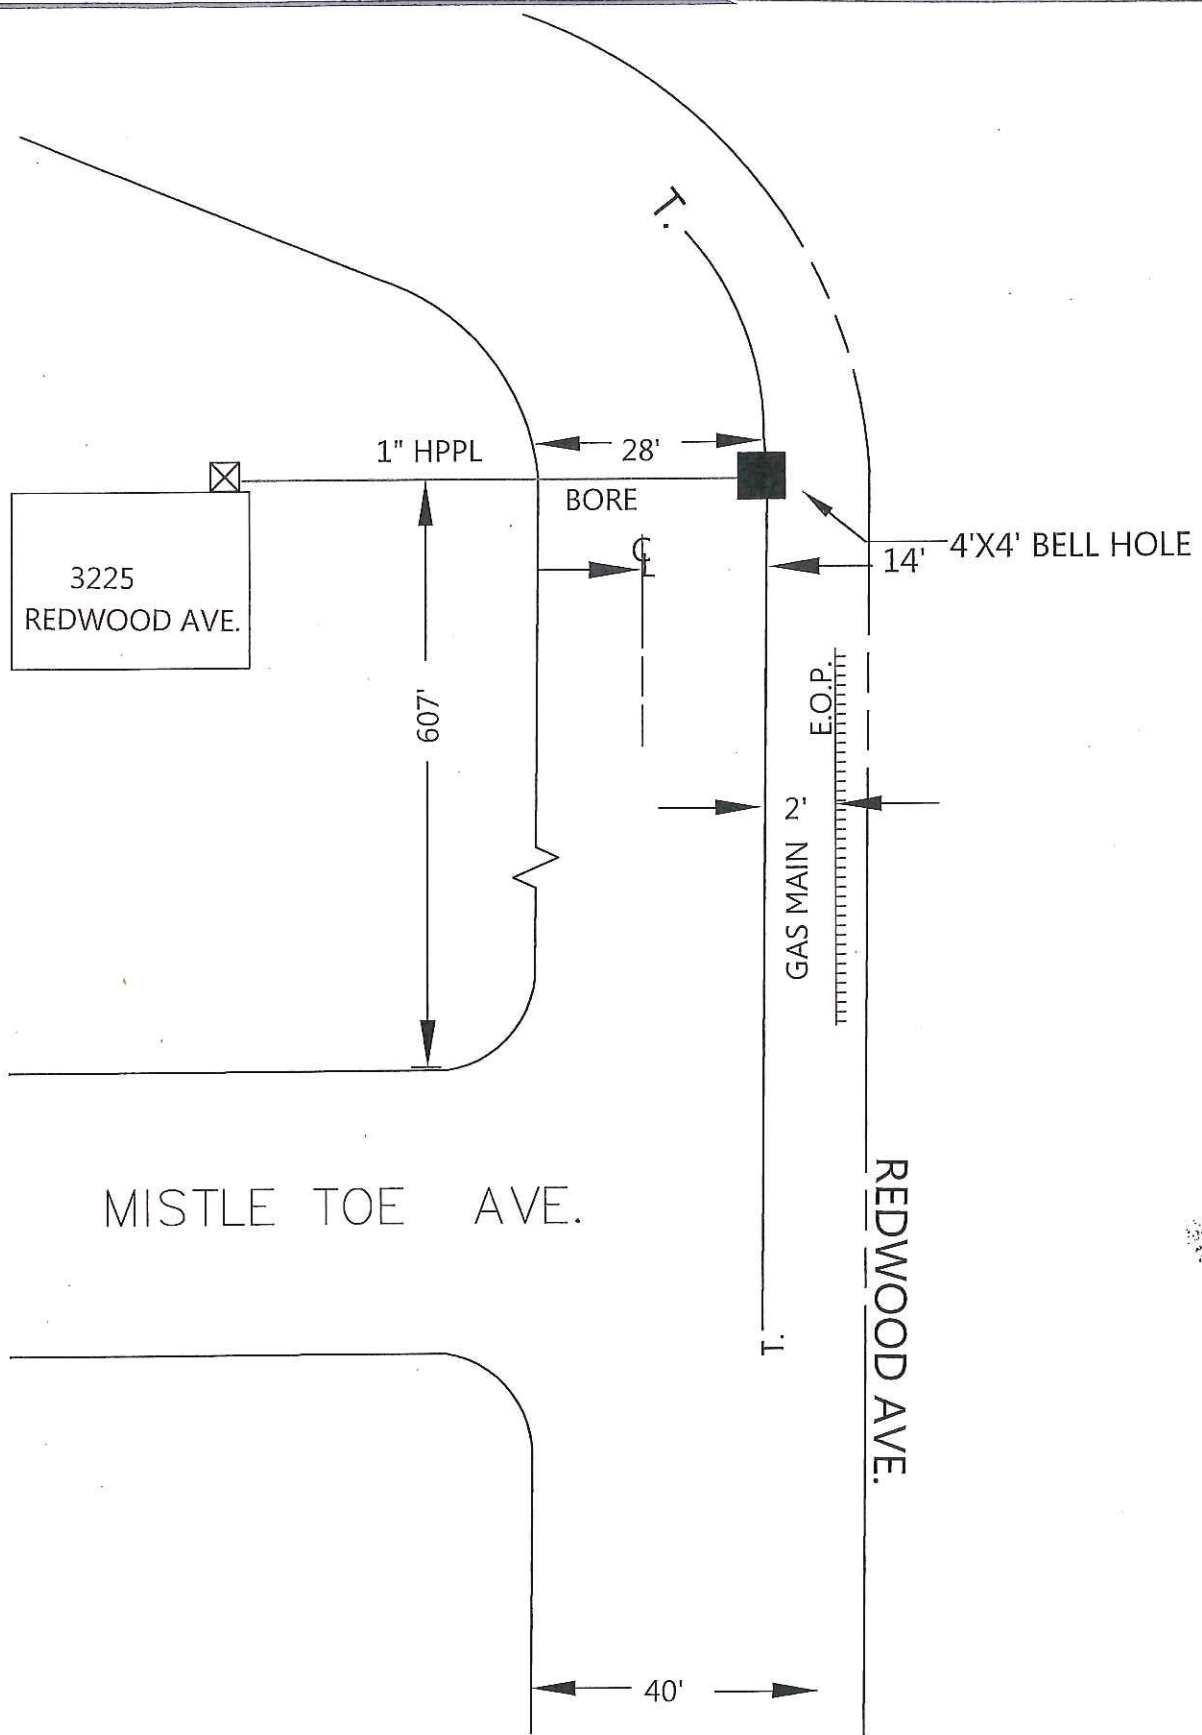 T.
1" HPPL
28'
BORE
℄
4'X4' BELL HOLE
14'
3225
REDWOOD AVE.
607'
E.O.P.
2'
GAS MAIN
MISTLE TOE AVE.
REDWOOD AVE.
T.
40'